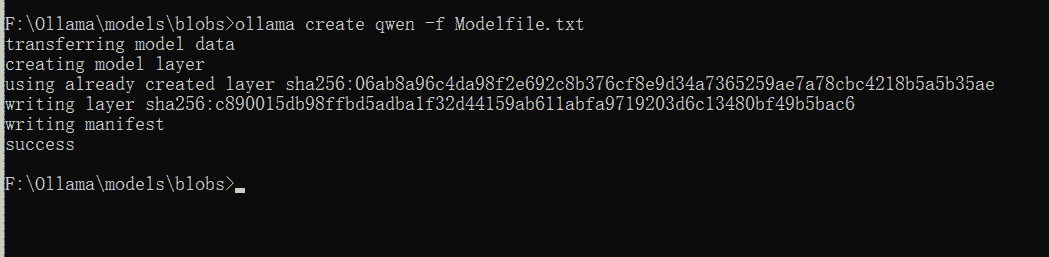 F:\Ollama\models\blobs>ollama create qwen -f Modelfile.txt
transferring model data
creating model layer
using already created layer sha256:06ab8a96c4da98f2e692c8b376cf8e9d34a7365259ae7a78cbc4218b5a5b35ae
writing layer sha256:c890015db98ffbd5adba1f32d44159ab611abfa9719203d6c13480bf49b5bac6
writing manifest
success
F:\Ollama\models\blobs>